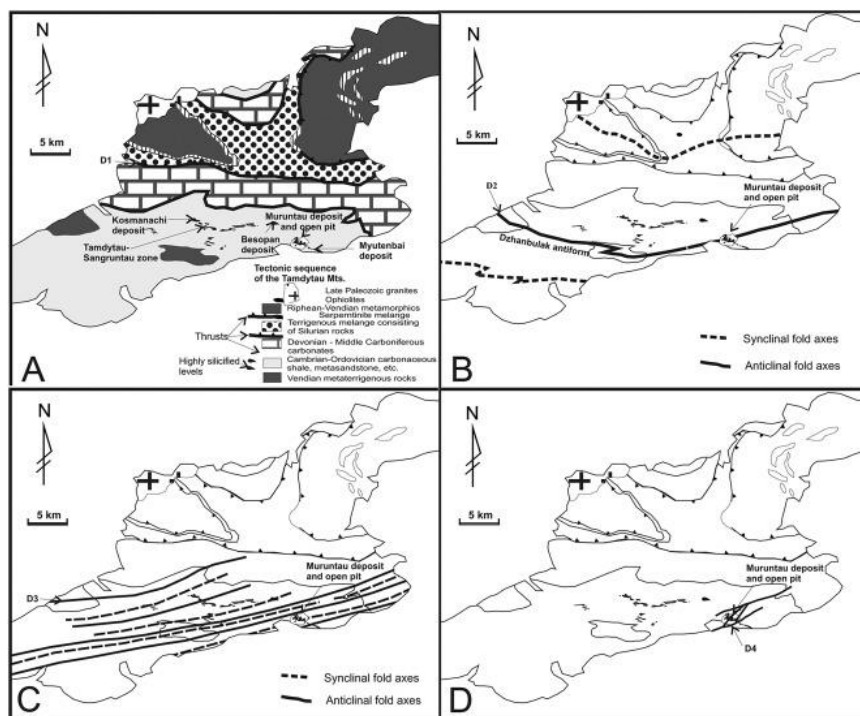 N
5 km
D1
Kosmanachi
deposit
Tamdytau-
Sangruntau zone
Muruntau deposit
and open pit
Besopan
deposit
Myutenbai
deposit
Tectonic sequence
of the Tamdytau Mts.
Late Paleozoic granites
Ophiolites
Riphean-Vendian metamorphics
Serpemtinite melange
Thrusts
Terrigenous melange consisting
of Silurian rocks
Devonian - Middle Carboniferous
carbonates
Highly silicified
levels
Cambrian-Ordovician carbonaceous
shale, metasandstone, etc.
Vendian metaterrigenous rocks
A
N
5 km
D2
Muruntau deposit
and open pit
Dzhanbulak antiform
Synclinal fold axes
Anticlinal fold axes
B
N
5 km
D3
Muruntau deposit
and open pit
Synclinal fold axes
Anticlinal fold axes
C
N
5 km
Muruntau deposit
and open pit
D4
D